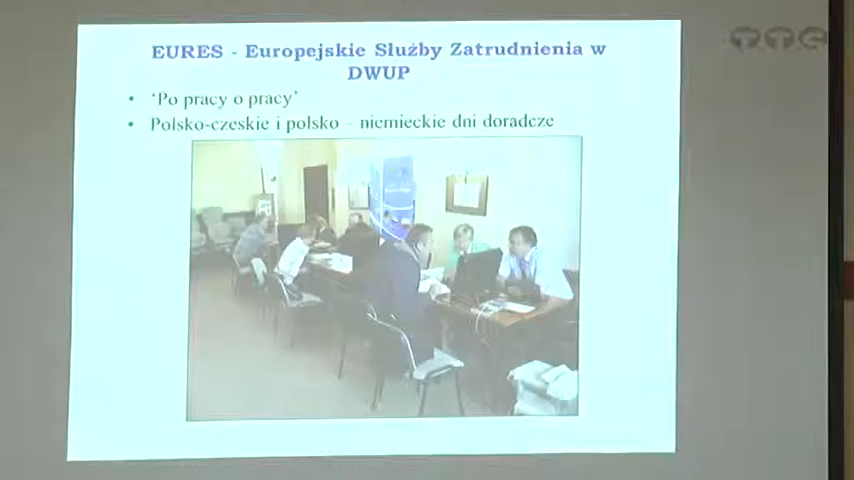 EURES - Europejskie Służby Zatrudnienia w
DWUP
• 'Po pracy o pracy'
• Polsko-czeskie i polsko – niemieckie dni doradcze